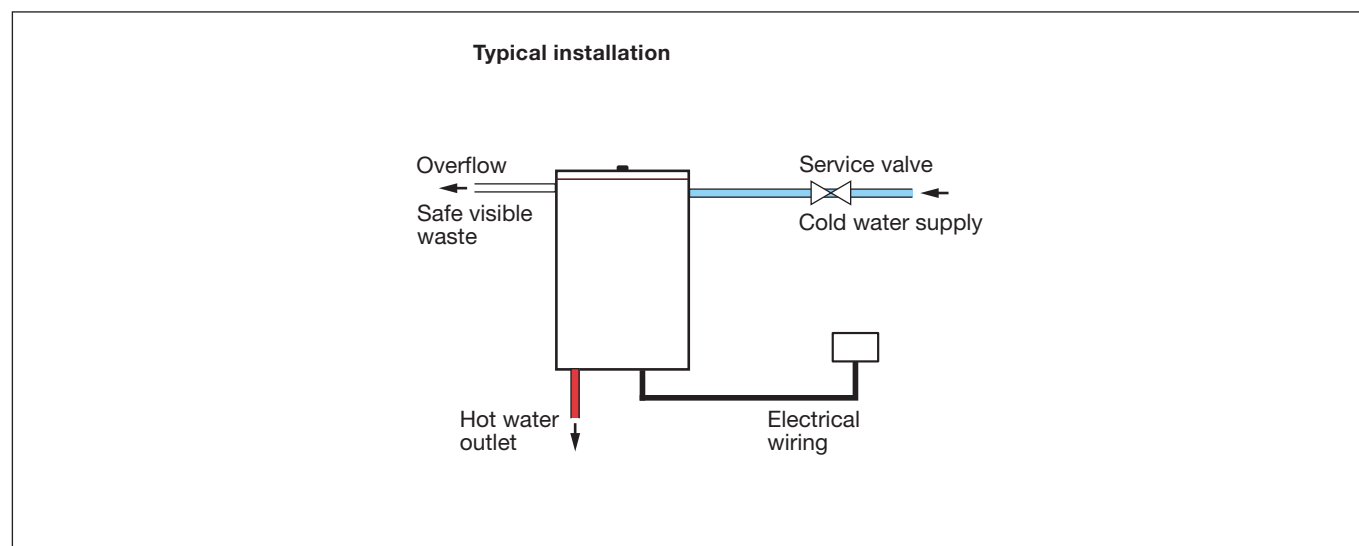 Typical installation
Overflow
Safe visible
waste
Service valve
Cold water supply
Hot water
outlet
Electrical
wiring